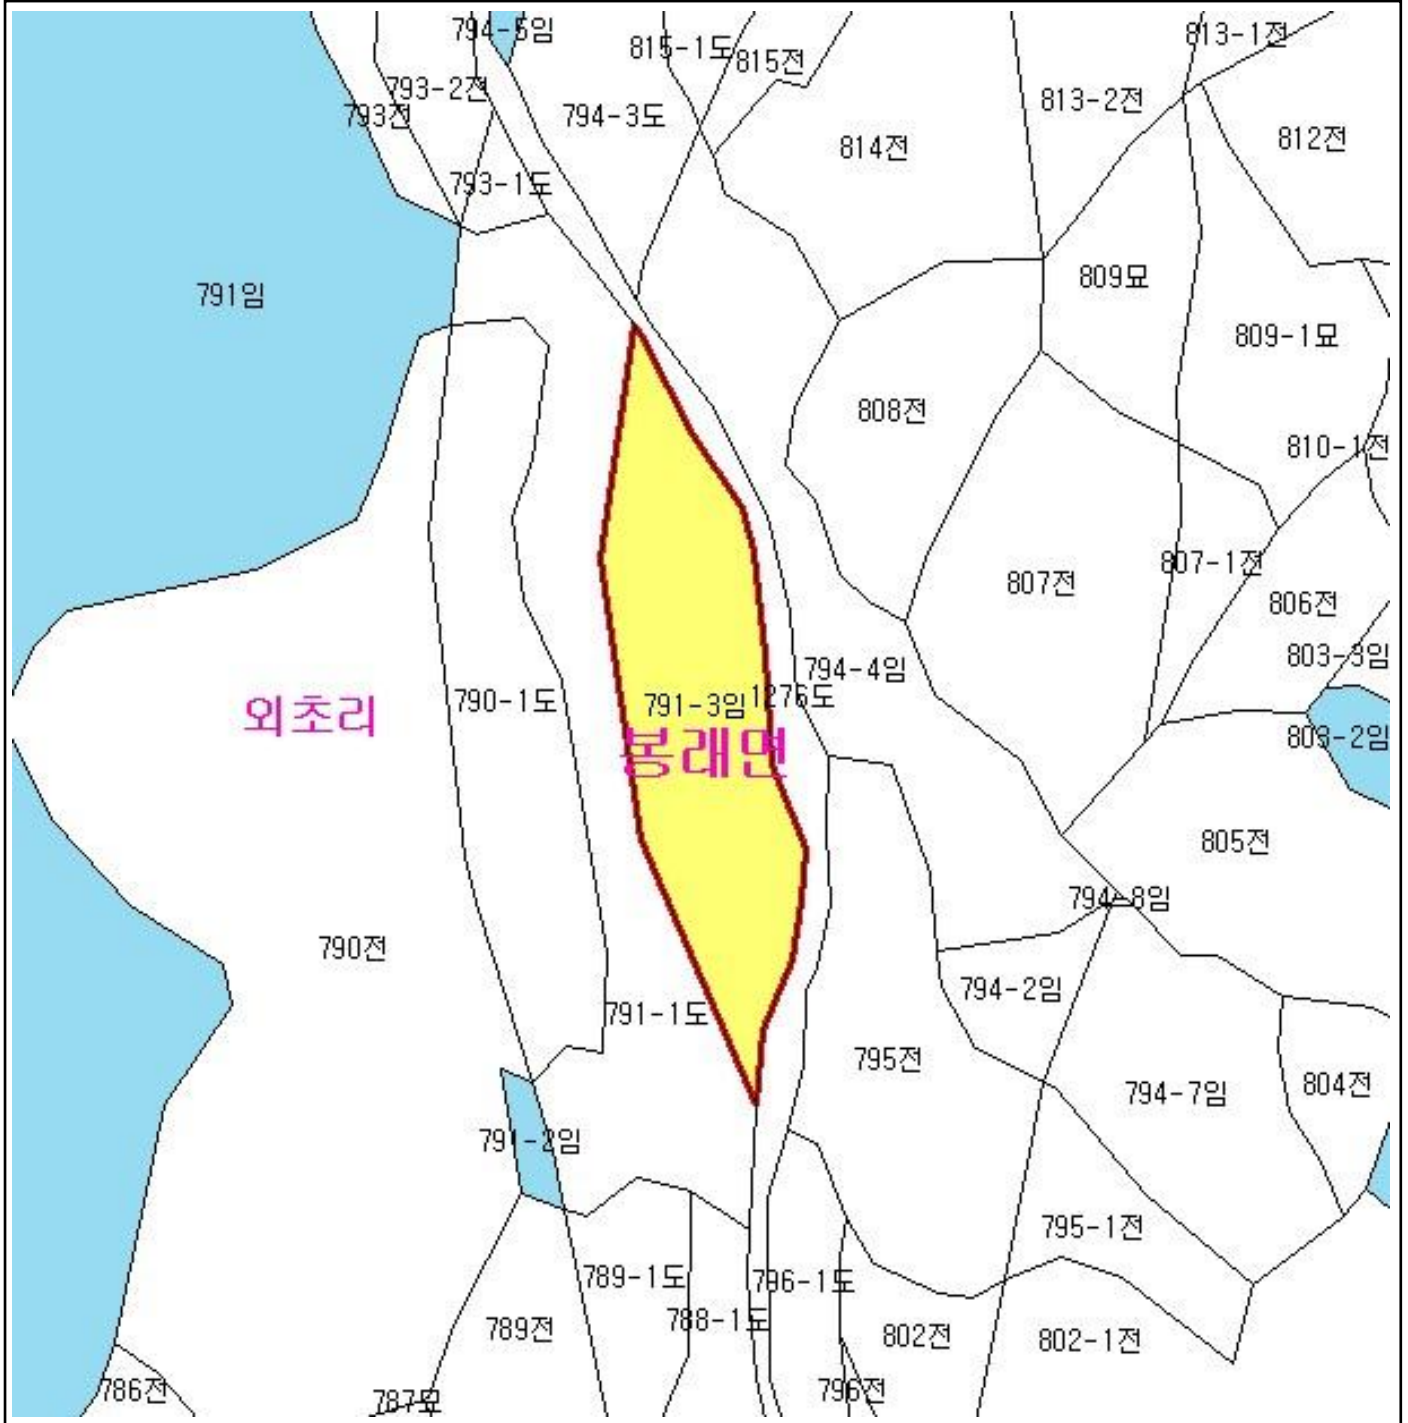 794-5임
815-1도
815전
813-1전
793-2전
793전
794-3도
813-2전
814전
812전
793-1도
791임
809묘
809-1묘
808전
810-1전
807-1전
807전
806전
803-3임
794-4임
790-1도
791-3임
1276도
외초리
봉래면
803-2임
805전
794-8임
790전
794-2임
791-1도
795전
794-7임
804전
791-2임
795-1전
789-1도
796-1도
788-1도
789전
802전
802-1전
786전
787묘
796전